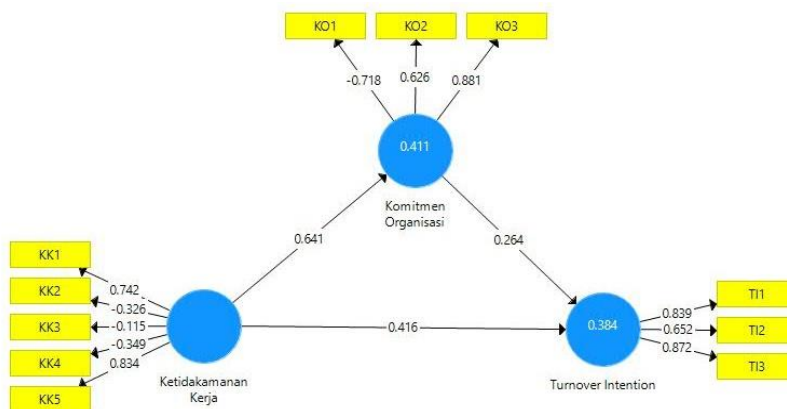 KO1 KO2 KO3
-0.718 0.626 0.881
0.411
Komitmen
Organisasi
0.641 0.264
KK1
KK2
KK3
KK4
KK5
0.742
-0.326
-0.115
-0.349
0.834
Ketidakamanan
Kerja
0.416
0.384
Turnover Intention
0.839
0.652
0.872
TI1
TI2
TI3